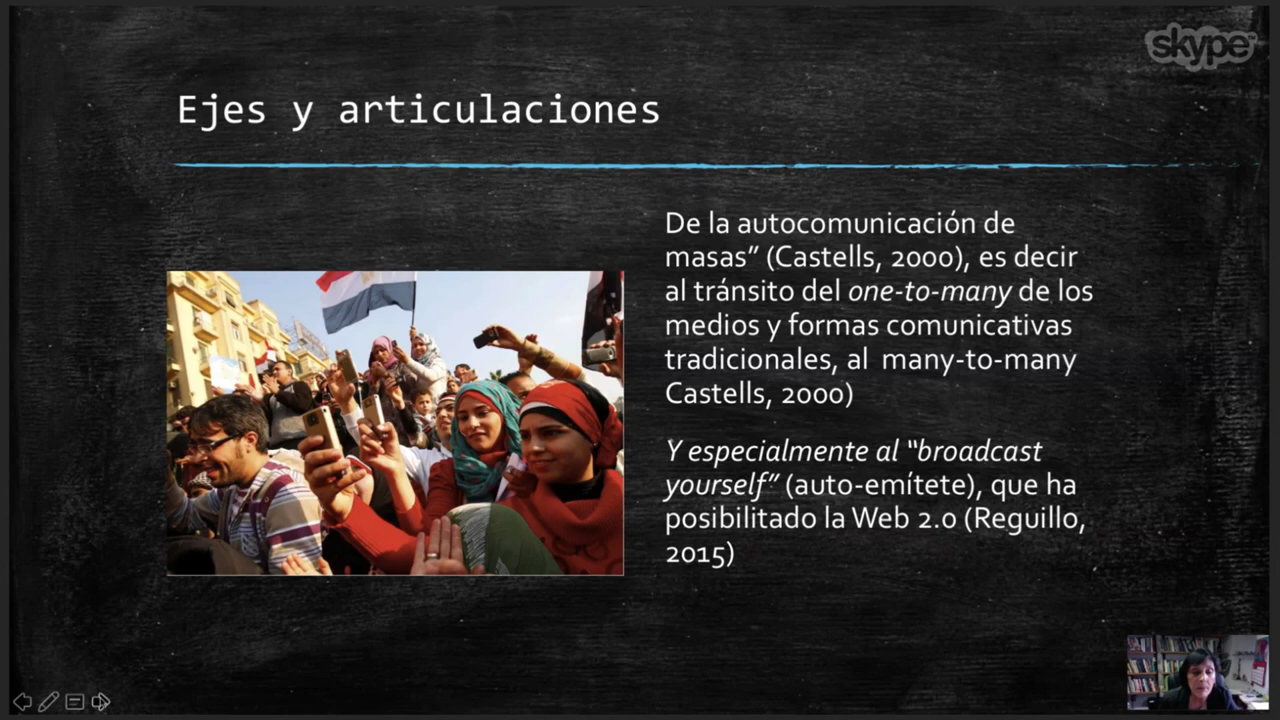 skype
Ejes y articulaciones
De la autocomunicación de
masas” (Castells, 2000), es decir
al tránsito del one-to-many de los
medios y formas comunicativas
tradicionales, al many-to-many
Castells, 2000)
Y especialmente al “broadcast
yourself” (auto-emítete), que ha
posibilitado la Web 2.0 (Reguillo,
2015)